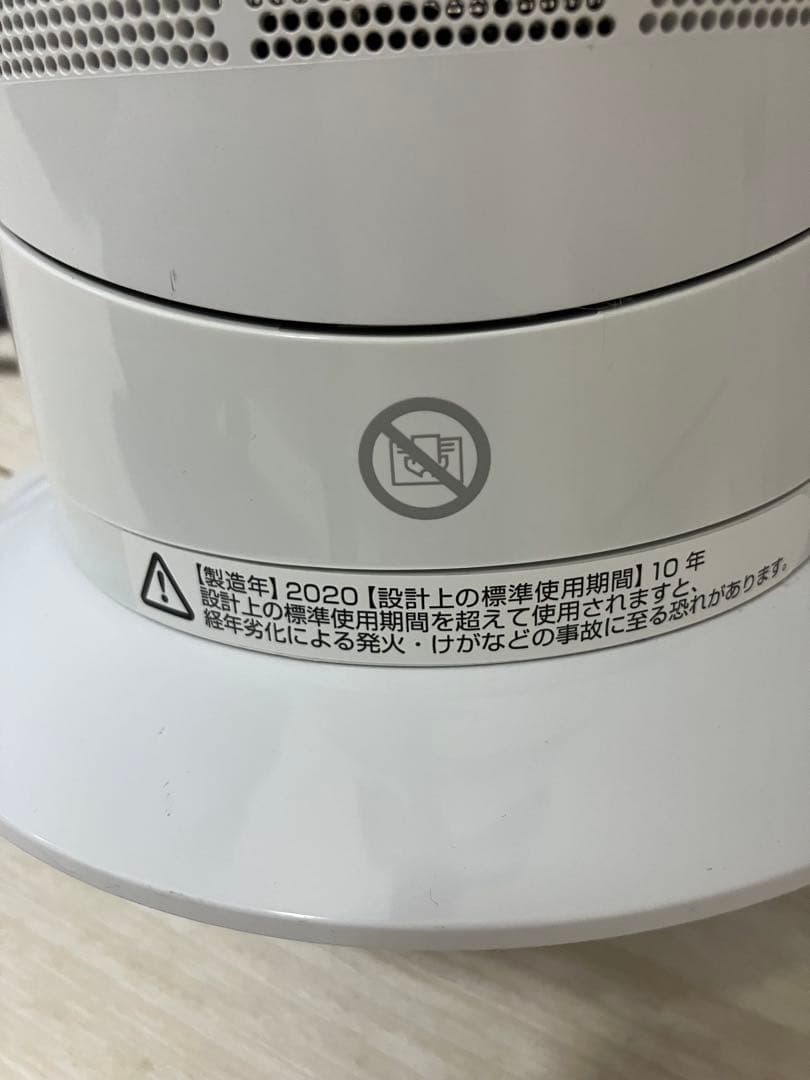 【製造年】2020【設計上の標準使用期間】10年
設計上の標準使用期間を超えて使用されますと、
経年劣化による発火・けがなどの事故に至る恐れがあります。